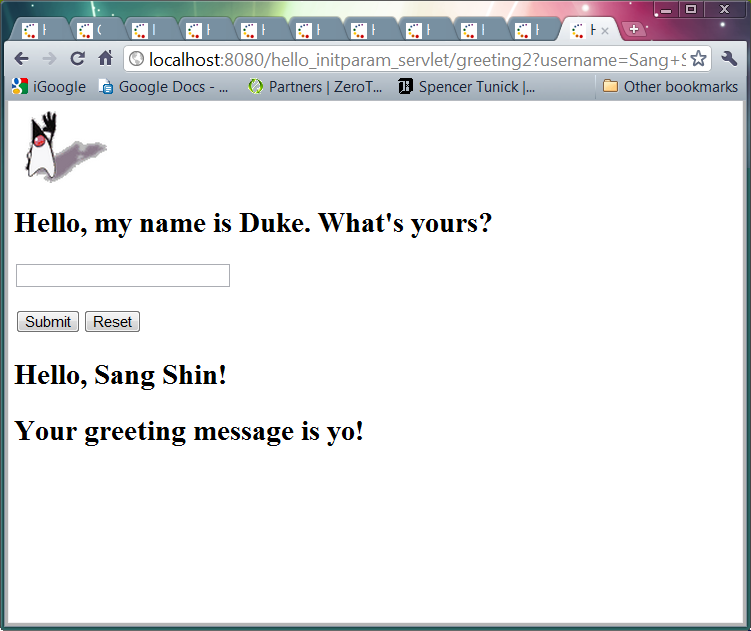 localhost:8080/hello_initparam_servlet/greeting2?username=Sang+S
iGoogle Google Docs - ... Partners | ZeroT... Spencer Tunick |... Other bookmarks
Hello, my name is Duke. What's yours?
Submit Reset
Hello, Sang Shin!
Your greeting message is yo!